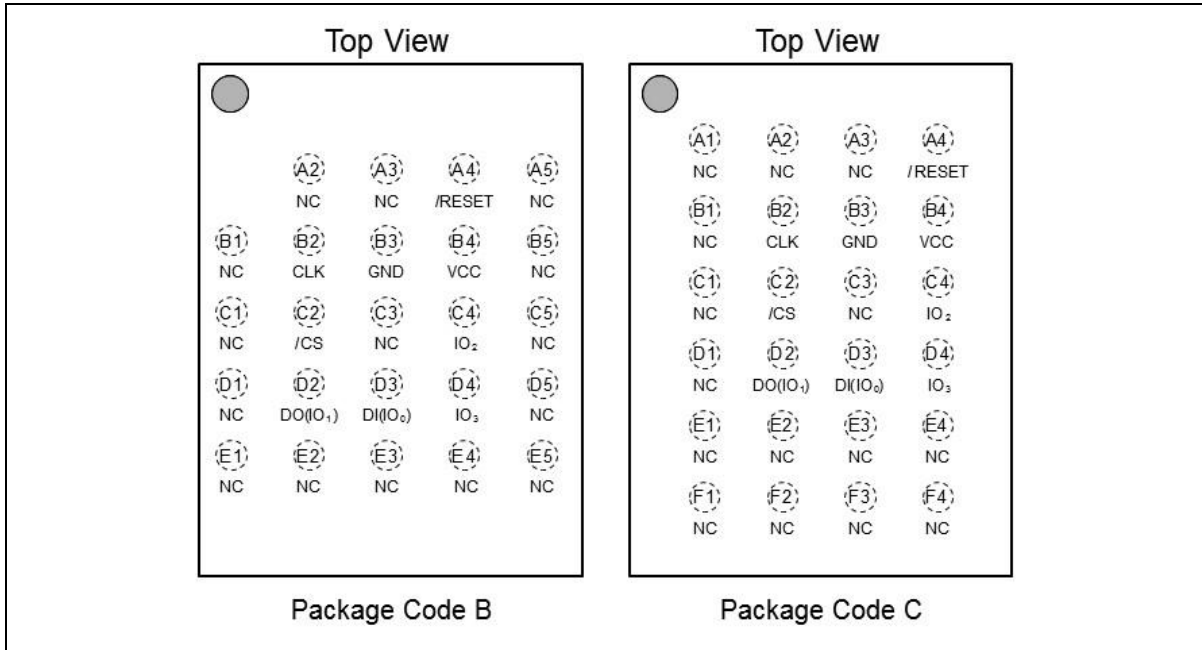 Top View
A2 A3 A4 A5
NC NC /RESET NC
B1 B2 B3 B4 B5
NC CLK GND VCC NC
C1 C2 C3 C4 C5
NC /CS NC IO₂ NC
D1 D2 D3 D4 D5
NC DO(IO₁) DI(IO₀) IO₃ NC
E1 E2 E3 E4 E5
NC NC NC NC NC
Package Code B
Top View
A1 A2 A3 A4
NC NC NC /RESET
B1 B2 B3 B4
NC CLK GND VCC
C1 C2 C3 C4
NC /CS NC IO₂
D1 D2 D3 D4
NC DO(IO₁) DI(IO₀) IO₃
E1 E2 E3 E4
NC NC NC NC
F1 F2 F3 F4
NC NC NC NC
Package Code C